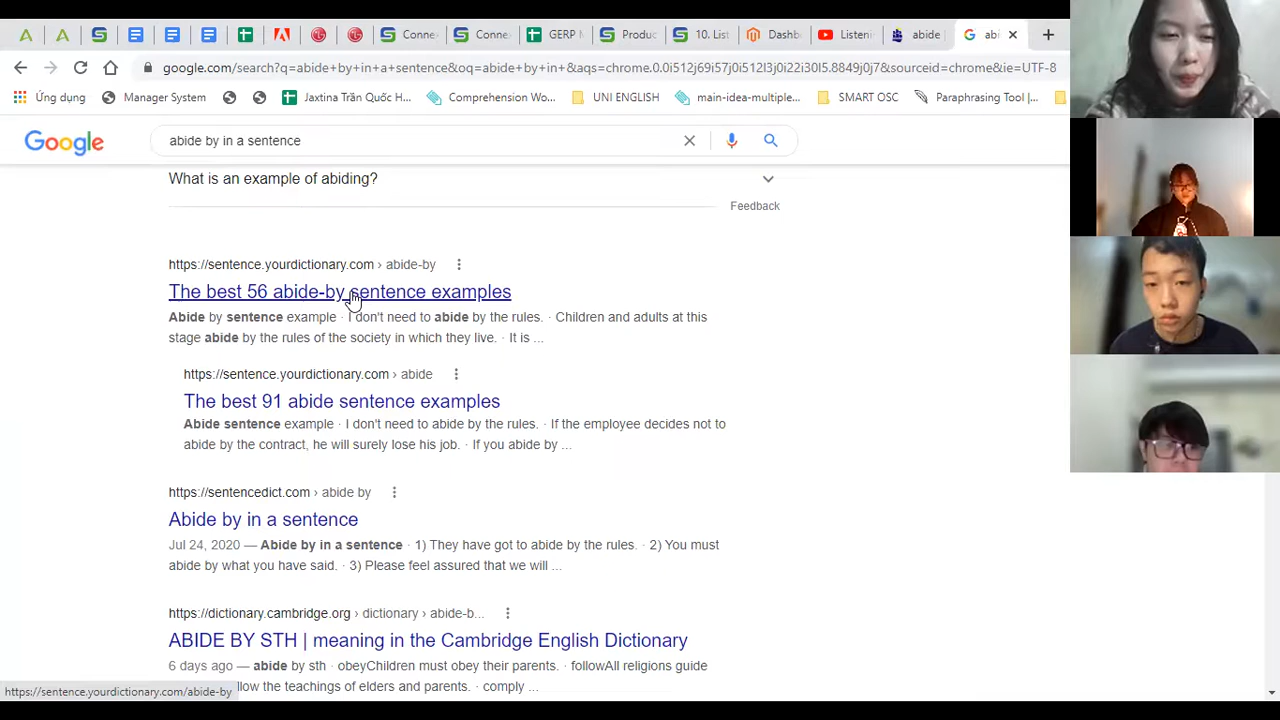 Conne
Conne
GERP M
Produc
10. List
Dashb
Listeni
abide
abi
google.com/search?q=abide+by+in+a+sentence&oq=abide+by+in+&aqs=chrome.0.0i512j69i57j0i512l3j0i22i30l5.8849j0j7&sourceid=chrome&ie=UTF-8
Ứng dụng
Manager System
Jaxtina Trần Quốc H...
Comprehension Wo...
UNI ENGLISH
main-idea-multiple...
SMART OSC
Paraphrasing Tool |...
Google
abide by in a sentence
What is an example of abiding?
Feedback
https://sentence.yourdictionary.com › abide-by
The best 56 abide-by sentence examples
Abide by sentence example · I don't need to abide by the rules. · Children and adults at this
stage abide by the rules of the society in which they live. · It is ...
https://sentence.yourdictionary.com › abide
The best 91 abide sentence examples
Abide sentence example · I don't need to abide by the rules. · If the employee decides not to
abide by the contract, he will surely lose his job. · If you abide by ...
https://sentencedict.com › abide by
Abide by in a sentence
Jul 24, 2020 — Abide by in a sentence · 1) They have got to abide by the rules. · 2) You must
abide by what you have said. · 3) Please feel assured that we will ...
https://dictionary.cambridge.org › dictionary › abide-b...
ABIDE BY STH | meaning in the Cambridge English Dictionary
6 days ago — abide by sth · obeyChildren must obey their parents. · followAll religions guide
llow the teachings of elders and parents. · comply ...
https://sentence.yourdictionary.com/abide-by